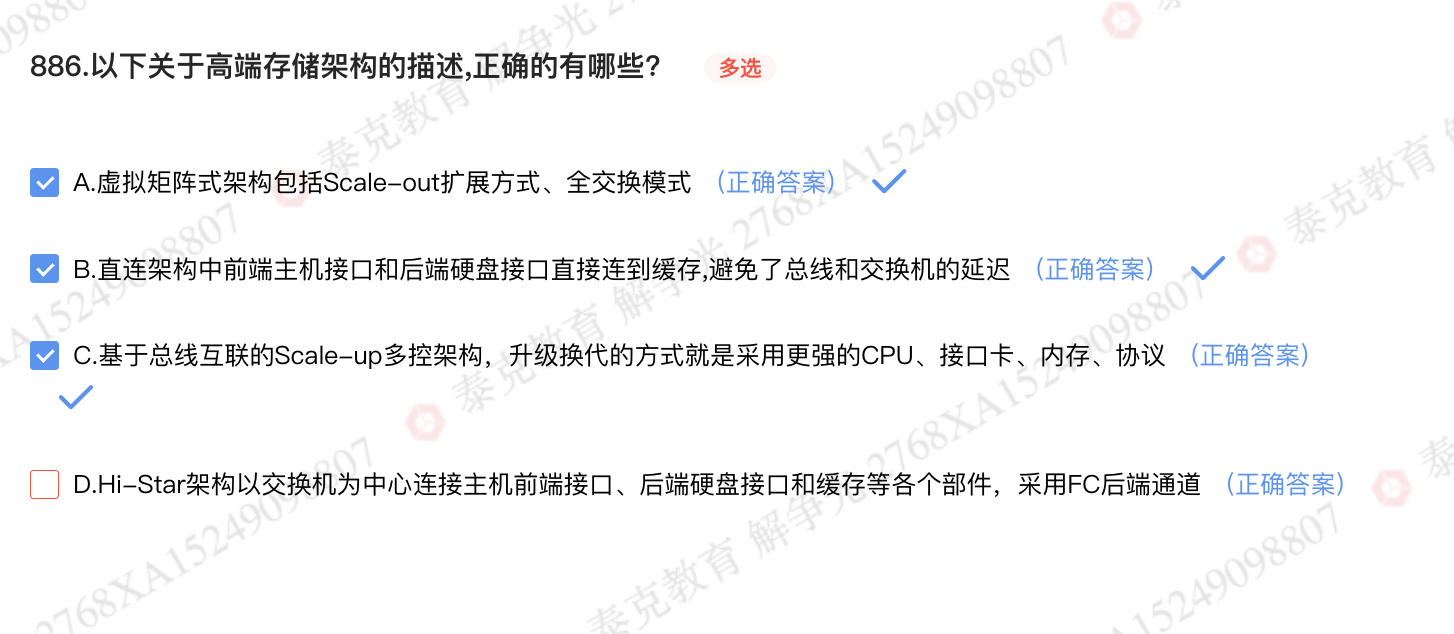 886.以下关于高端存储架构的描述,正确的有哪些? 多选
A.虚拟矩阵式架构包括Scale-out扩展方式、全交换模式 (正确答案)
B.直连架构中前端主机接口和后端硬盘接口直接连到缓存,避免了总线和交换机的延迟 (正确答案)
C.基于总线互联的Scale-up多控架构，升级换代的方式就是采用更强的CPU、接口卡、内存、协议 (正确答案)
D.Hi-Star架构以交换机为中心连接主机前端接口、后端硬盘接口和缓存等各个部件，采用FC后端通道 (正确答案)
泰克教育 解争光 2768XA15249098807